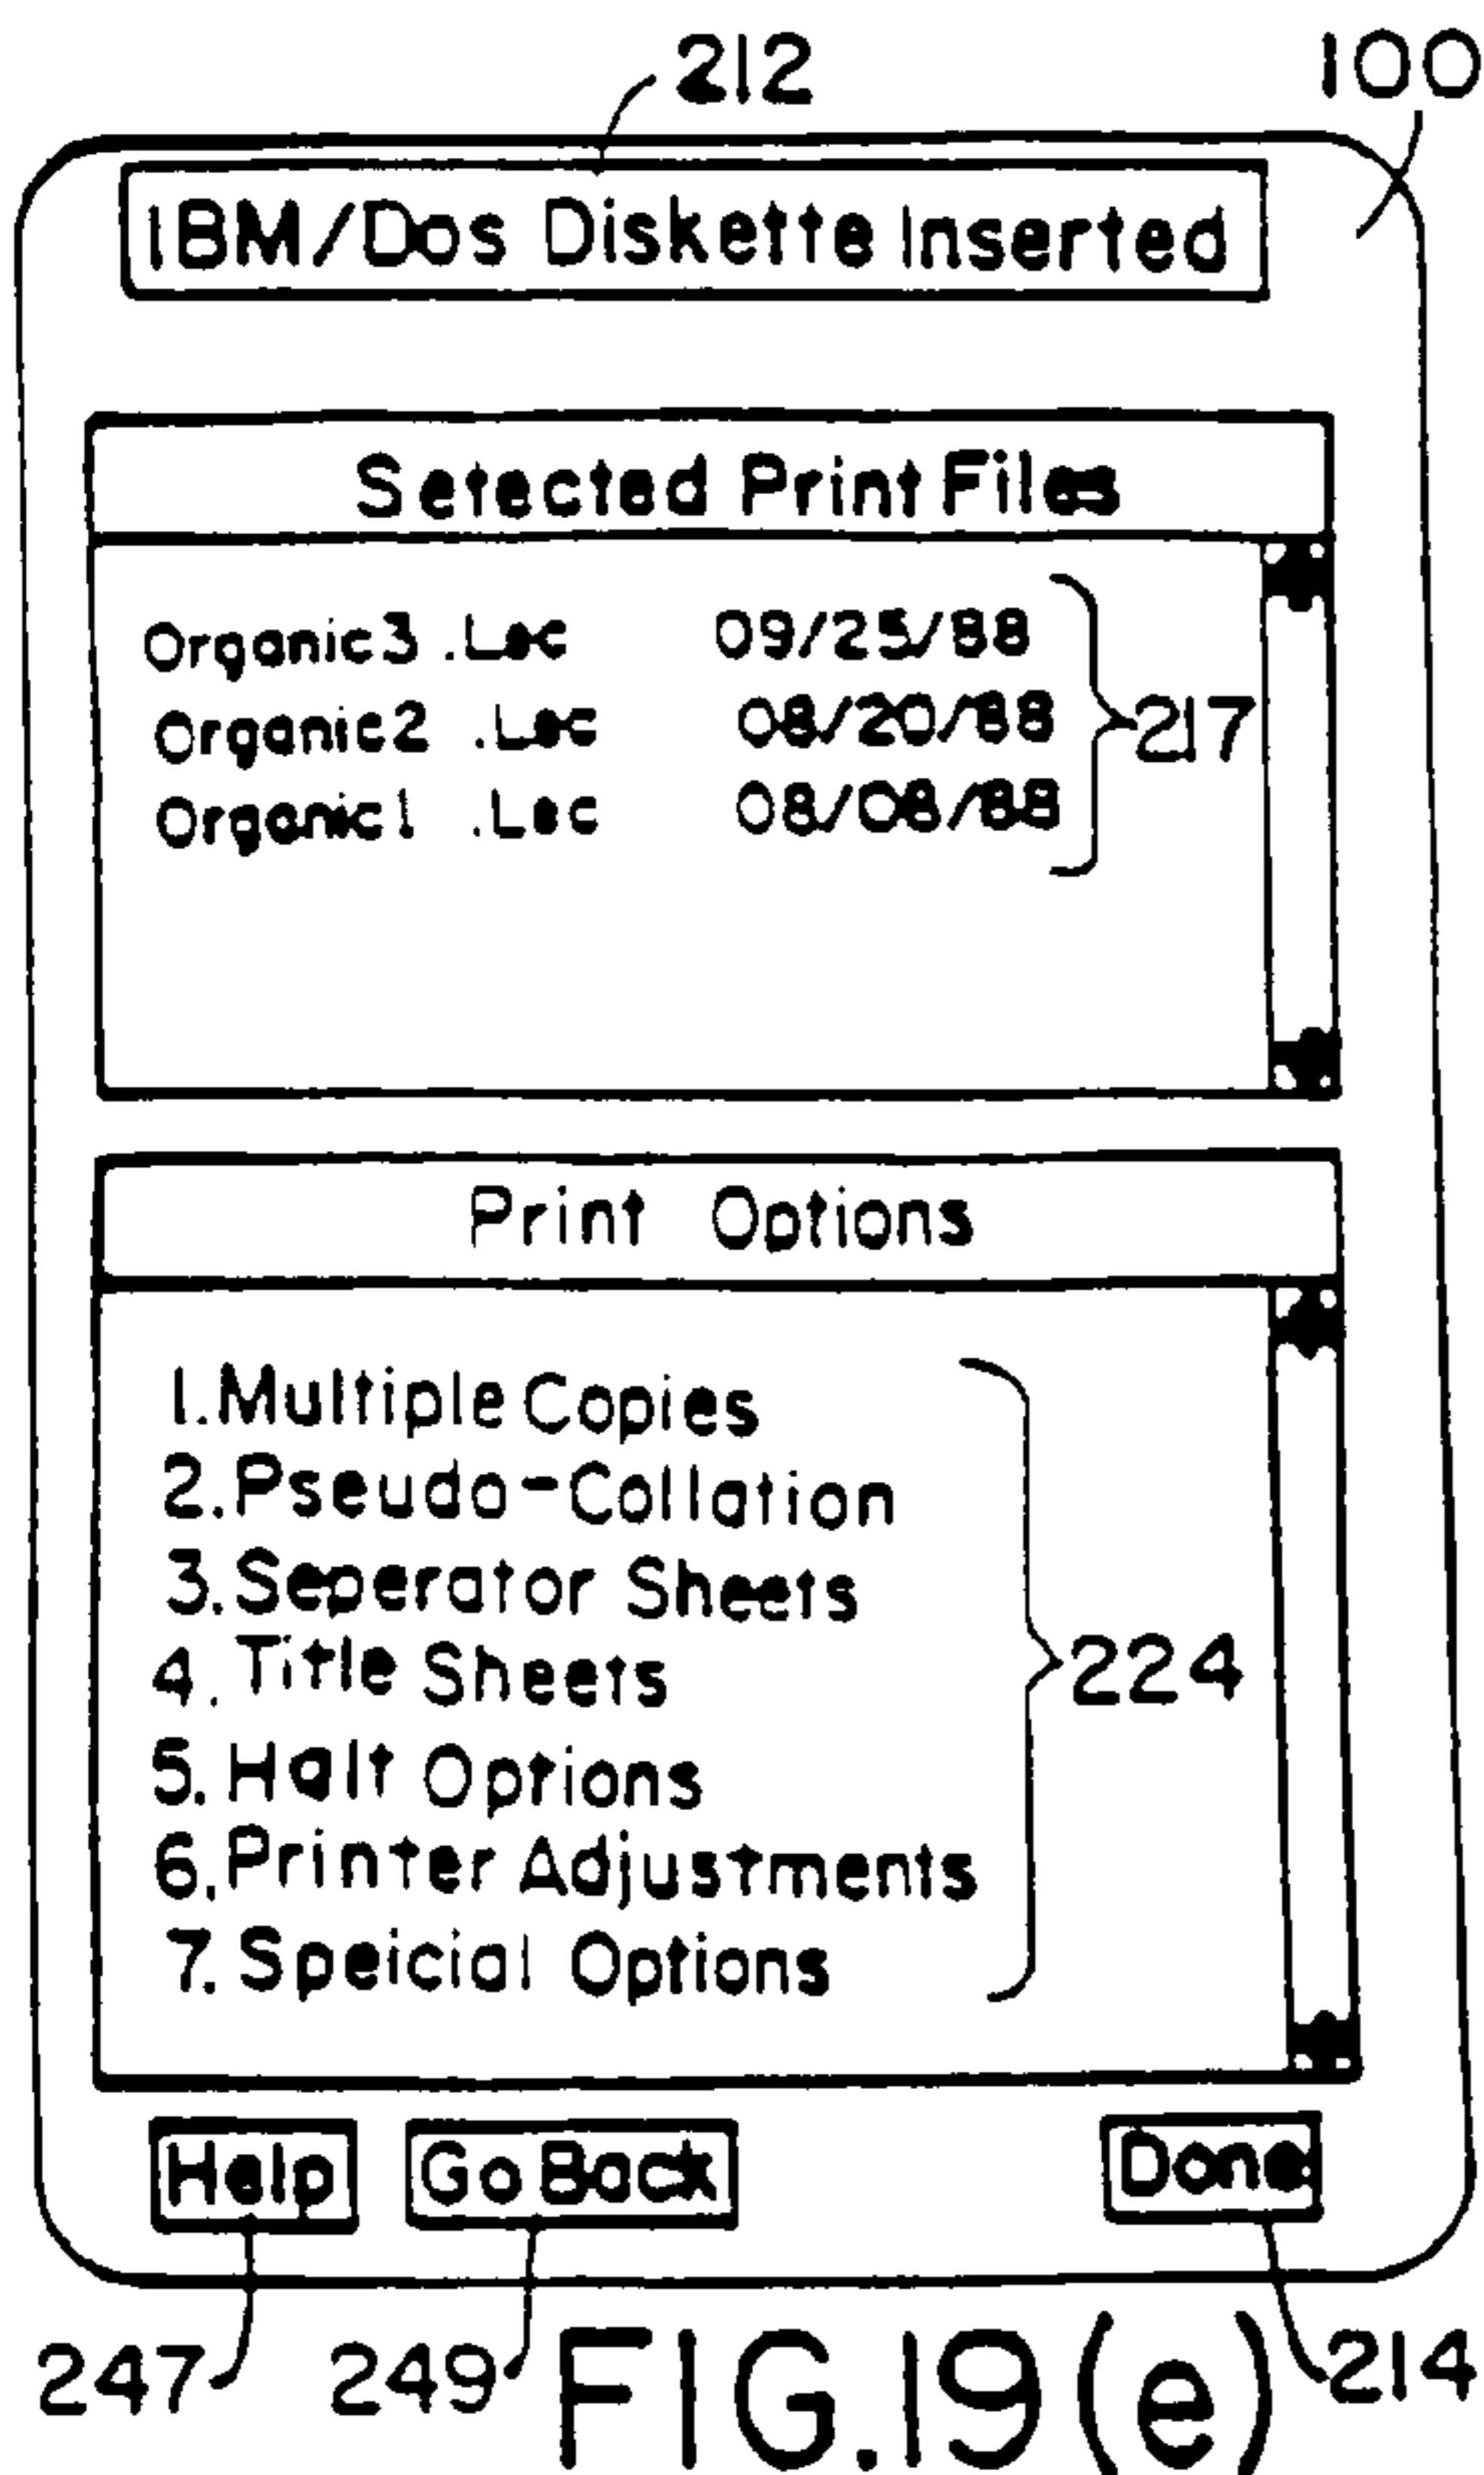 212 100
IBM/Dos Diskette Inserted
Selected Print Files
Organic3 .Lec 09/25/88
Organic2 .Lec 08/20/88
Organic1 .Lec 08/08/88
217
Print Options
1. Multiple Copies
2. Pseudo-Collation
3. Seperator Sheets
4. Title Sheets
5. Halt Options
6. Printer Adjustments
7. Speicial Options
224
Help Go Back Done
247 249 214
FIG.19(e)